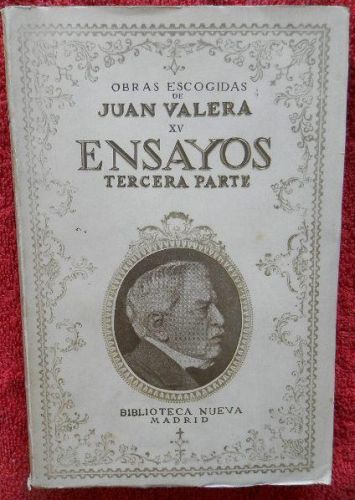 OBRAS ESCOGIDAS
DE
JUAN VALERA
XV
ENSAYOS
TERCERA PARTE
BIBLIOTECA NUEVA
MADRID